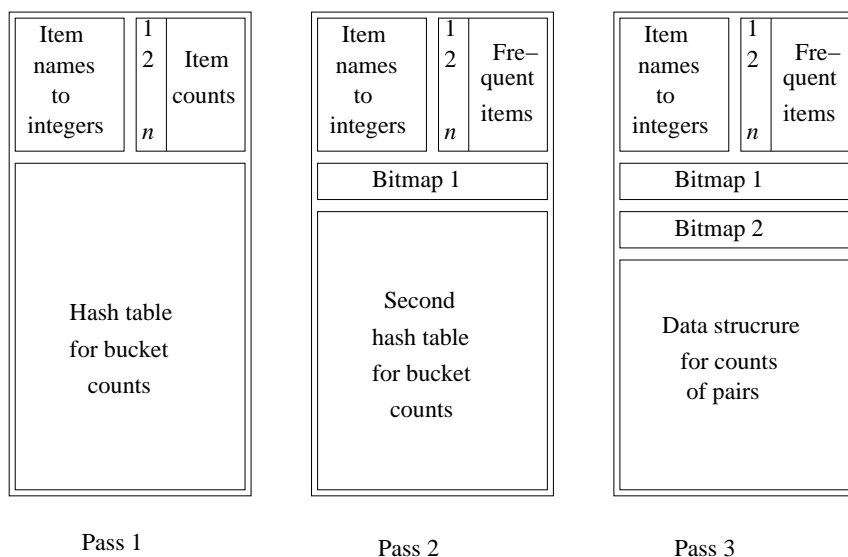 Item
names
to
integers
1
2
n
Item
counts
Hash table
for bucket
counts
Pass 1
Item
names
to
integers
1
2
n
Fre–
quent
items
Bitmap 1
Second
hash table
for bucket
counts
Pass 2
Item
names
to
integers
1
2
n
Fre–
quent
items
Bitmap 1
Bitmap 2
Data strucrure
for counts
of pairs
Pass 3